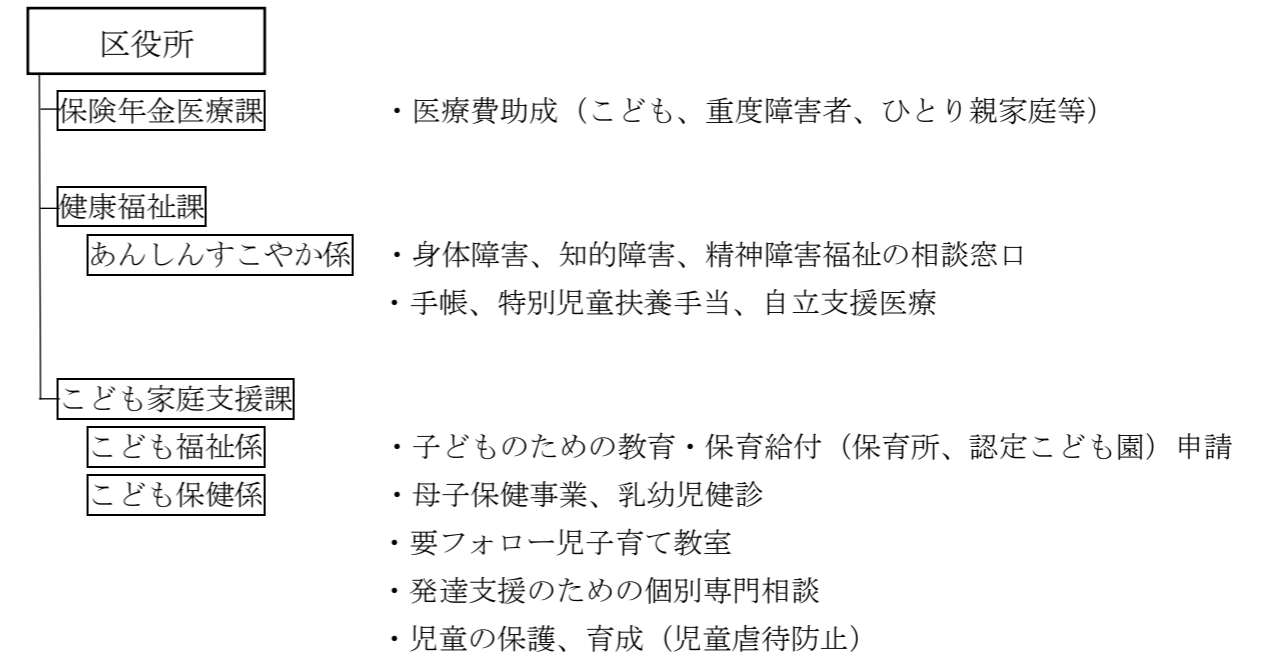 区役所
保険年金医療課 ・医療費助成（こども、重度障害者、ひとり親家庭等）
健康福祉課
あんしんすこやか係 ・身体障害、知的障害、精神障害福祉の相談窓口
・手帳、特別児童扶養手当、自立支援医療
こども家庭支援課
こども福祉係 ・子どものための教育・保育給付（保育所、認定こども園）申請
こども保健係 ・母子保健事業、乳幼児健診
・要フォロー児子育て教室
・発達支援のための個別専門相談
・児童の保護、育成（児童虐待防止）